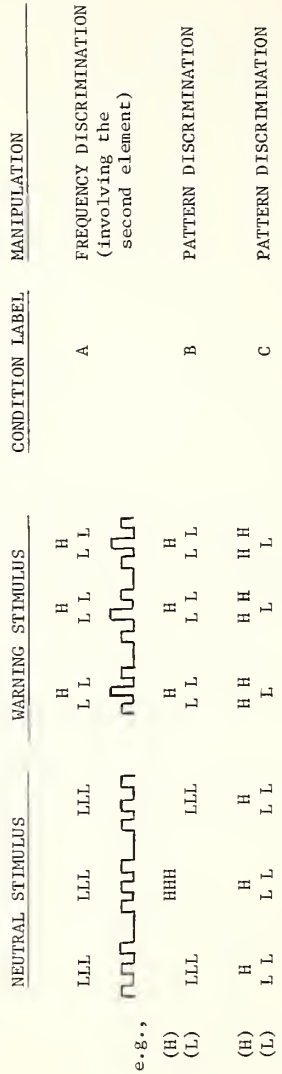 NEUTRAL STIMULUS WARNING STIMULUS CONDITION LABEL MANIPULATION
H H H
LLL LLL LLL L L L L L L A FREQUENCY DISCRIMINATION
(involving the
second element)
e.g.,
(H) HHH H H H
(L) LLL LLL L L L L L L B PATTERN DISCRIMINATION
(H) H H H H H H H H H
(L) L L L L L L L L L C PATTERN DISCRIMINATION